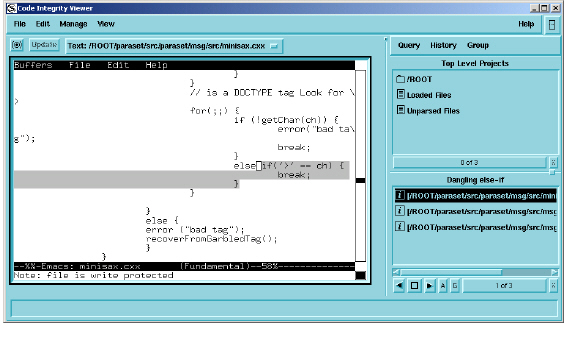 Code Integrity Viewer
File Edit Manage View Help
Update Text: /ROOT/paraset/src/paraset/msg/src/minisax.cxx
Buffers File Edit Help
}
}
// is a DOCTYPE tag Look for \
>
for(;;) {
if (!getChar(ch)) {
error("bad ta\
g");
break;
}
else if('>' == ch) {
break;
}
}
}
else {
error ("bad tag");
recoverFromGarbledTag();
}
}
--%%-Emacs: minisax.cxx (Fundamental)--58%--------------
Note: file is write protected
Query History Group
Top Level Projects
/ROOT
Loaded Files
Unparsed Files
0 of 3
Dangling else-if
[/ROOT/paraset/src/paraset/msg/src/mini
[/ROOT/paraset/src/paraset/msg/src/msg
[/ROOT/paraset/src/paraset/msg/src/msg
A G 1 of 3